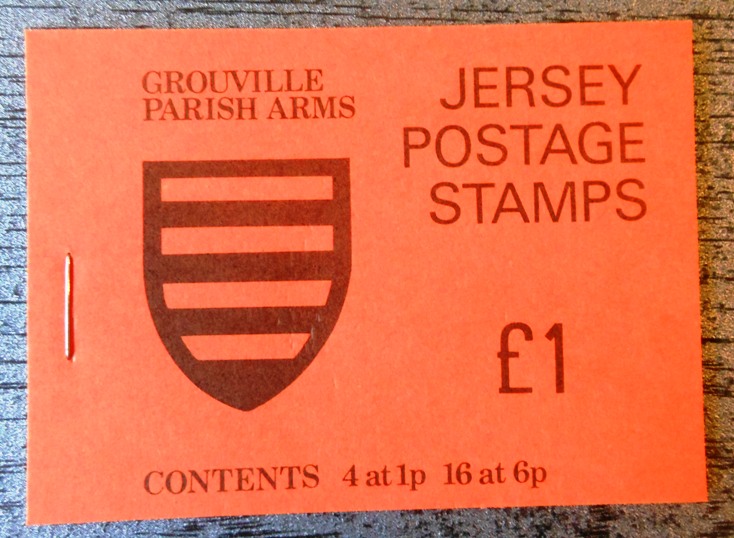 GROUVILLE
PARISH ARMS
JERSEY
POSTAGE
STAMPS
£1
CONTENTS 4 at 1p 16 at 6p